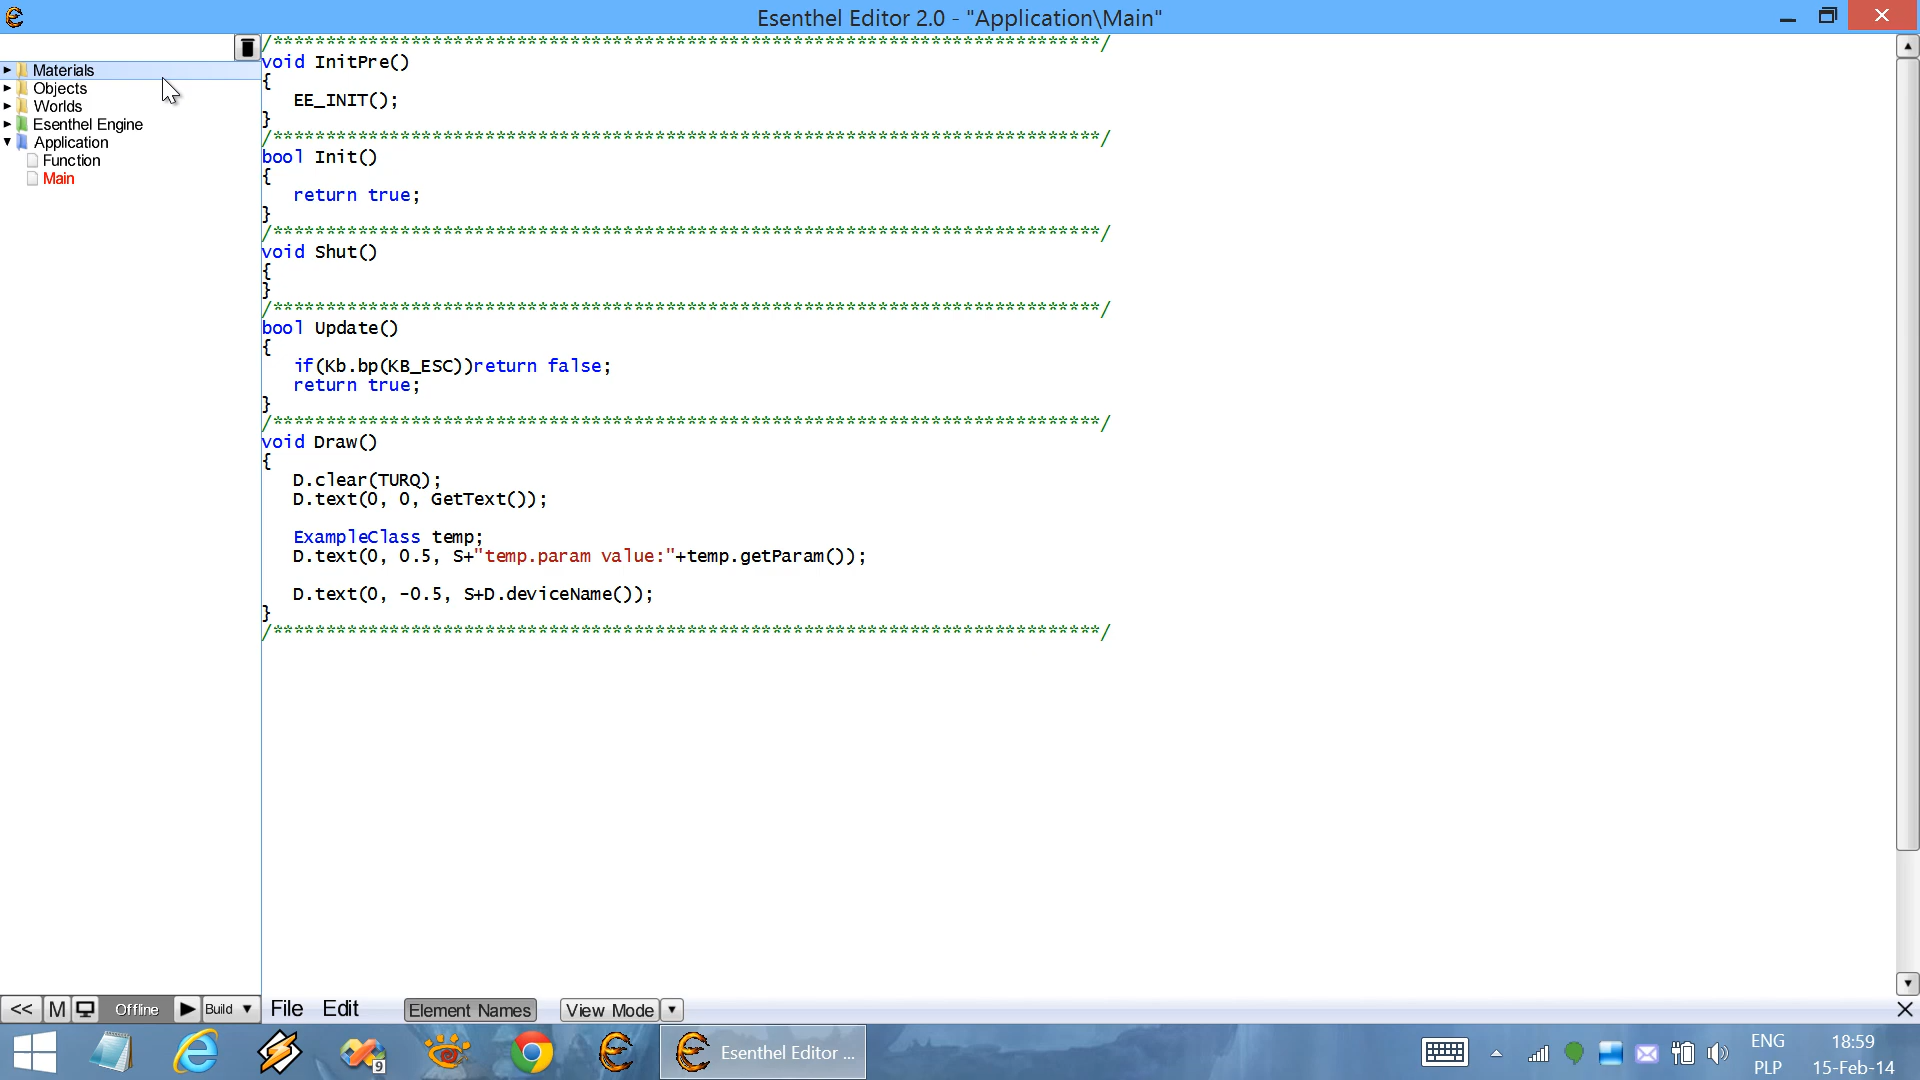 Esenthel Editor 2.0 - "Application\Main"
Materials
Objects
Worlds
Esenthel Engine
Application
Function
Main
/******************************************************************************/
void InitPre()
{
EE_INIT();
}
/******************************************************************************/
bool Init()
{
return true;
}
/******************************************************************************/
void Shut()
{
}
/******************************************************************************/
bool Update()
{
if(Kb.bp(KB_ESC))return false;
return true;
}
/******************************************************************************/
void Draw()
{
D.clear(TURQ);
D.text(0, 0, GetText());
ExampleClass temp;
D.text(0, 0.5, S+"temp.param value:"+temp.getParam());
D.text(0, -0.5, S+D.deviceName());
}
/******************************************************************************/
<< M Offline Build File Edit Element Names View Mode
9
Esenthel Editor ...
ENG
PLP
18:59
15-Feb-14